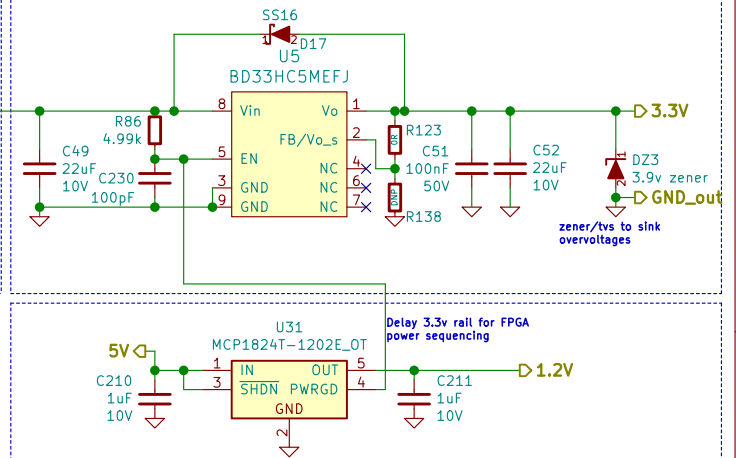 SS16
1
2
D17
U5
BD33HC5MEFJ
8
Vin
Vo
1
3.3V
R86
4.99k
FB/Vo_s
2
R123
0R
C49
22uF
10V
5
EN
NC
4
C51
100nF
50V
C52
22uF
10V
1
2
DZ3
3.9v zener
C230
100pF
3
GND
NC
6
9
GND
NC
7
DNP
R138
GND_out
zener/tvs to sink
overvoltages
Delay 3.3v rail for FPGA
power sequencing
U31
MCP1824T-1202E_OT
5V
1
IN
OUT
5
1.2V
3
SHDN
PWRGD
4
C210
1uF
10V
C211
1uF
10V
GND
2